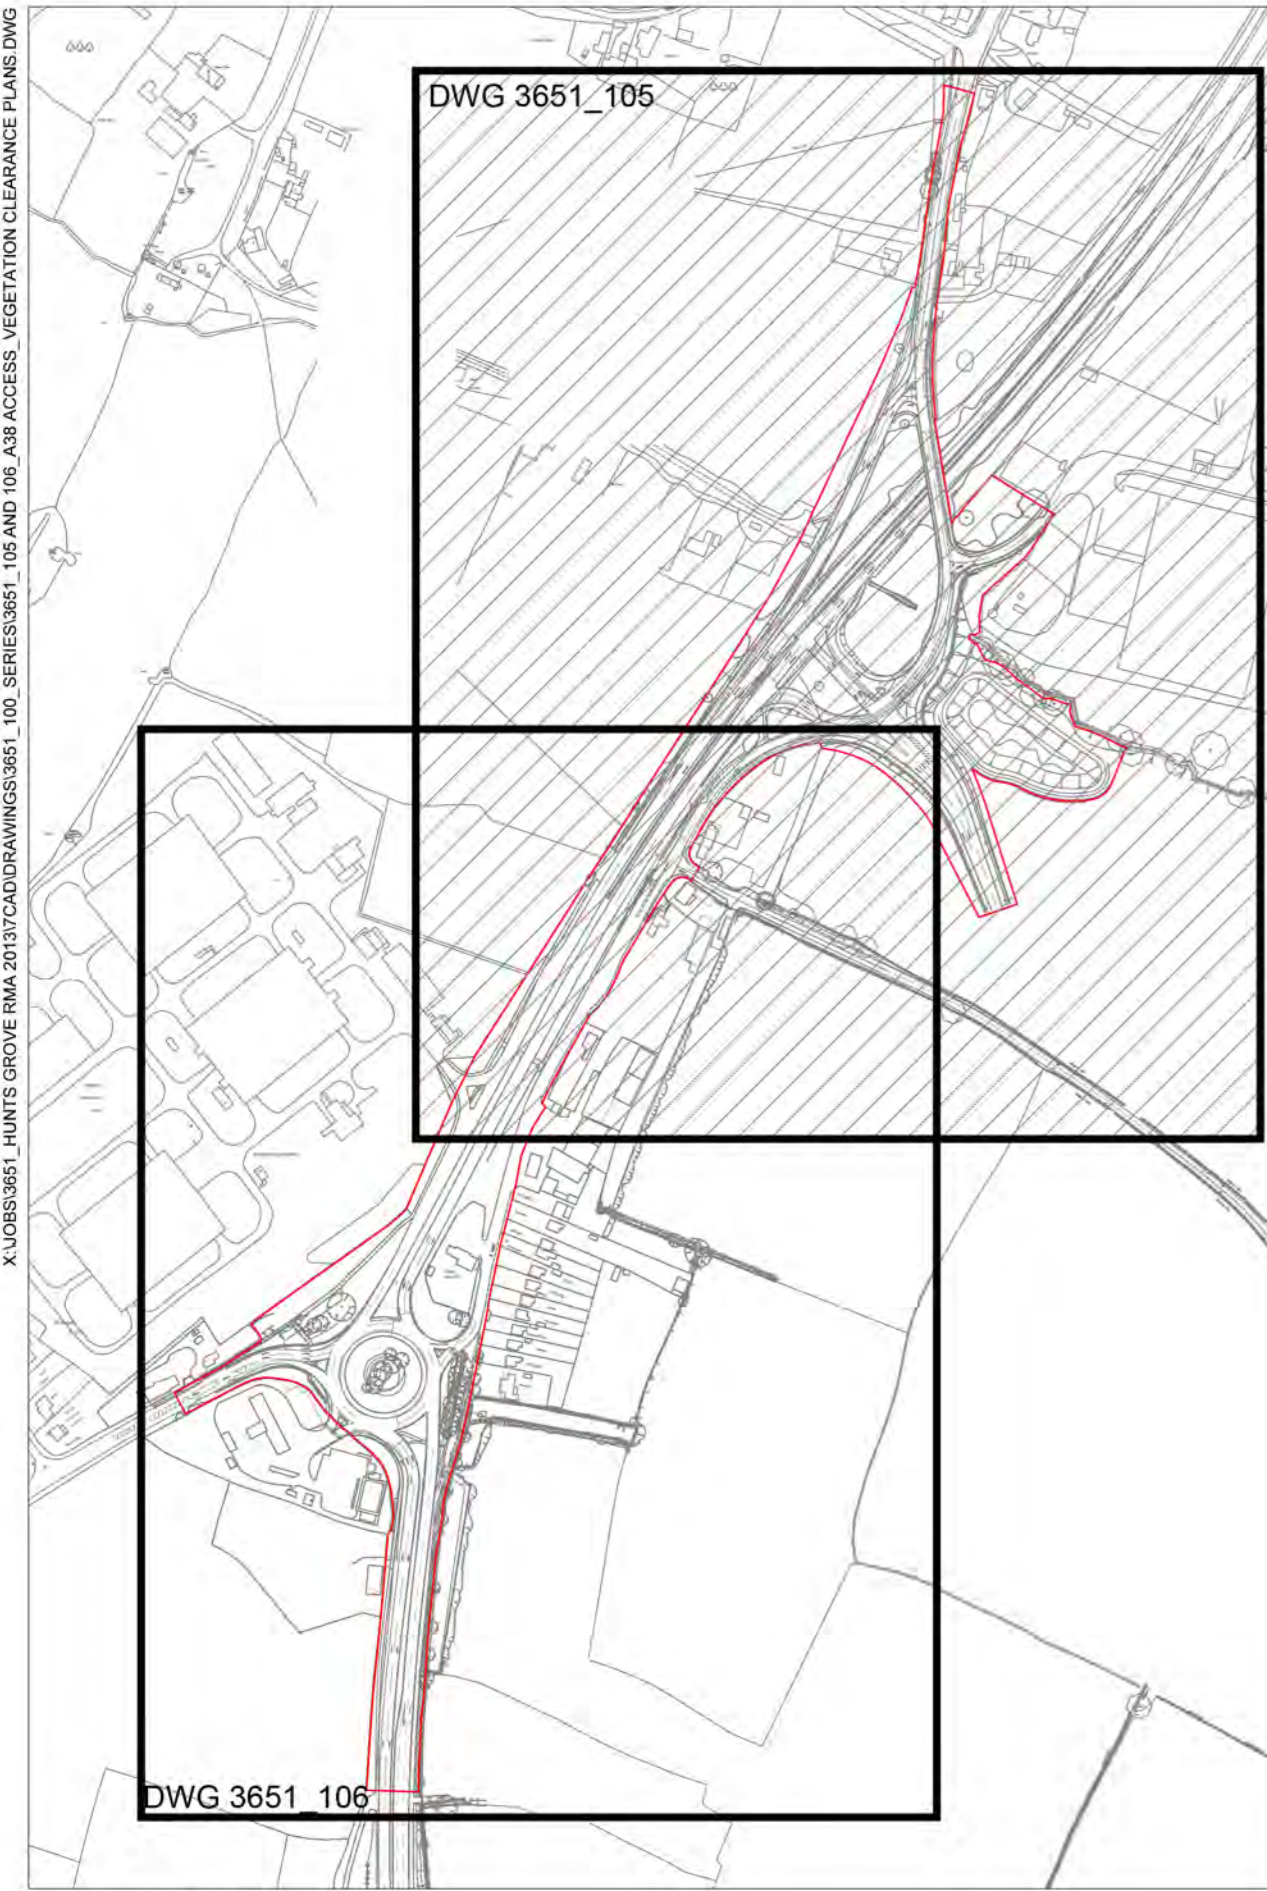 X:\JOBS\3651_HUNTS GROVE RMA 2013\7CAD\DRAWINGS\3651_100_SERIES\3651_105 AND 106_A38 ACCESS_VEGETATION CLEARANCE PLANS.DWG
DWG 3651_105
DWG 3651_106